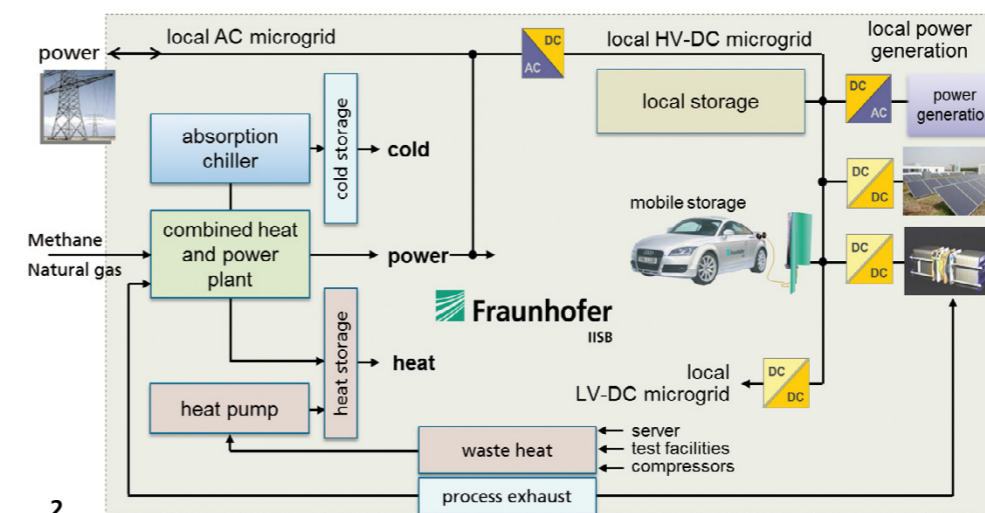 local AC microgrid
local HV-DC microgrid
local power
generation
power
DC
AC
local storage
DC
AC
power
generation
absorption
chiller
cold storage
cold
DC
DC
mobile storage
Methane
Natural gas
combined heat
and power
plant
power
DC
DC
Fraunhofer
IISB
heat storage
heat
local
LV-DC microgrid
DC
DC
heat pump
waste heat
server
test facilities
compressors
process exhaust
2